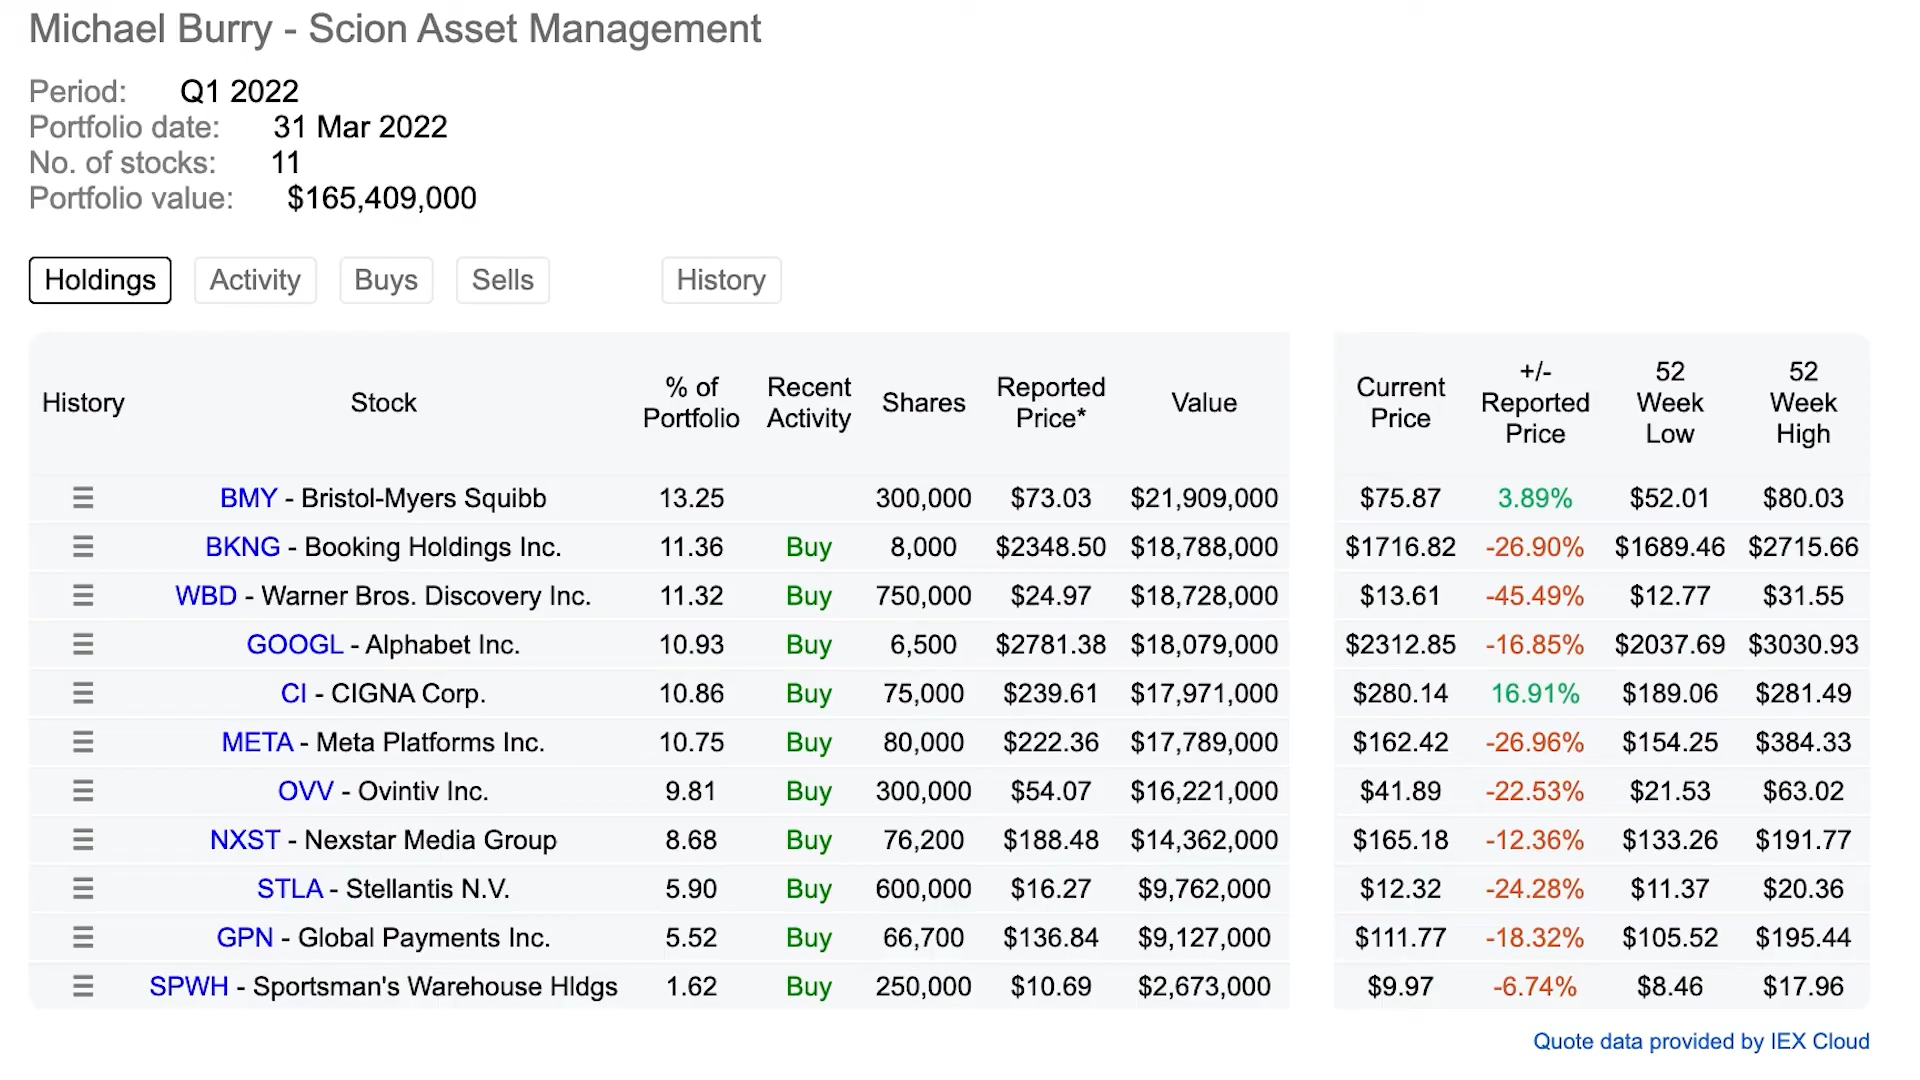 Michael Burry - Scion Asset Management
Period: Q1 2022
Portfolio date: 31 Mar 2022
No. of stocks: 11
Portfolio value: $165,409,000
Holdings Activity Buys Sells History
History Stock % of Portfolio Recent Activity Shares Reported Price* Value Current Price +/- Reported Price 52 Week Low 52 Week High
BMY - Bristol-Myers Squibb 13.25 300,000 $73.03 $21,909,000 $75.87 3.89% $52.01 $80.03
BKNG - Booking Holdings Inc. 11.36 Buy 8,000 $2348.50 $18,788,000 $1716.82 -26.90% $1689.46 $2715.66
WBD - Warner Bros. Discovery Inc. 11.32 Buy 750,000 $24.97 $18,728,000 $13.61 -45.49% $12.77 $31.55
GOOGL - Alphabet Inc. 10.93 Buy 6,500 $2781.38 $18,079,000 $2312.85 -16.85% $2037.69 $3030.93
CI - CIGNA Corp. 10.86 Buy 75,000 $239.61 $17,971,000 $280.14 16.91% $189.06 $281.49
META - Meta Platforms Inc. 10.75 Buy 80,000 $222.36 $17,789,000 $162.42 -26.96% $154.25 $384.33
OVV - Ovintiv Inc. 9.81 Buy 300,000 $54.07 $16,221,000 $41.89 -22.53% $21.53 $63.02
NXST - Nexstar Media Group 8.68 Buy 76,200 $188.48 $14,362,000 $165.18 -12.36% $133.26 $191.77
STLA - Stellantis N.V. 5.90 Buy 600,000 $16.27 $9,762,000 $12.32 -24.28% $11.37 $20.36
GPN - Global Payments Inc. 5.52 Buy 66,700 $136.84 $9,127,000 $111.77 -18.32% $105.52 $195.44
SPWH - Sportsman's Warehouse Hldgs 1.62 Buy 250,000 $10.69 $2,673,000 $9.97 -6.74% $8.46 $17.96
Quote data provided by IEX Cloud